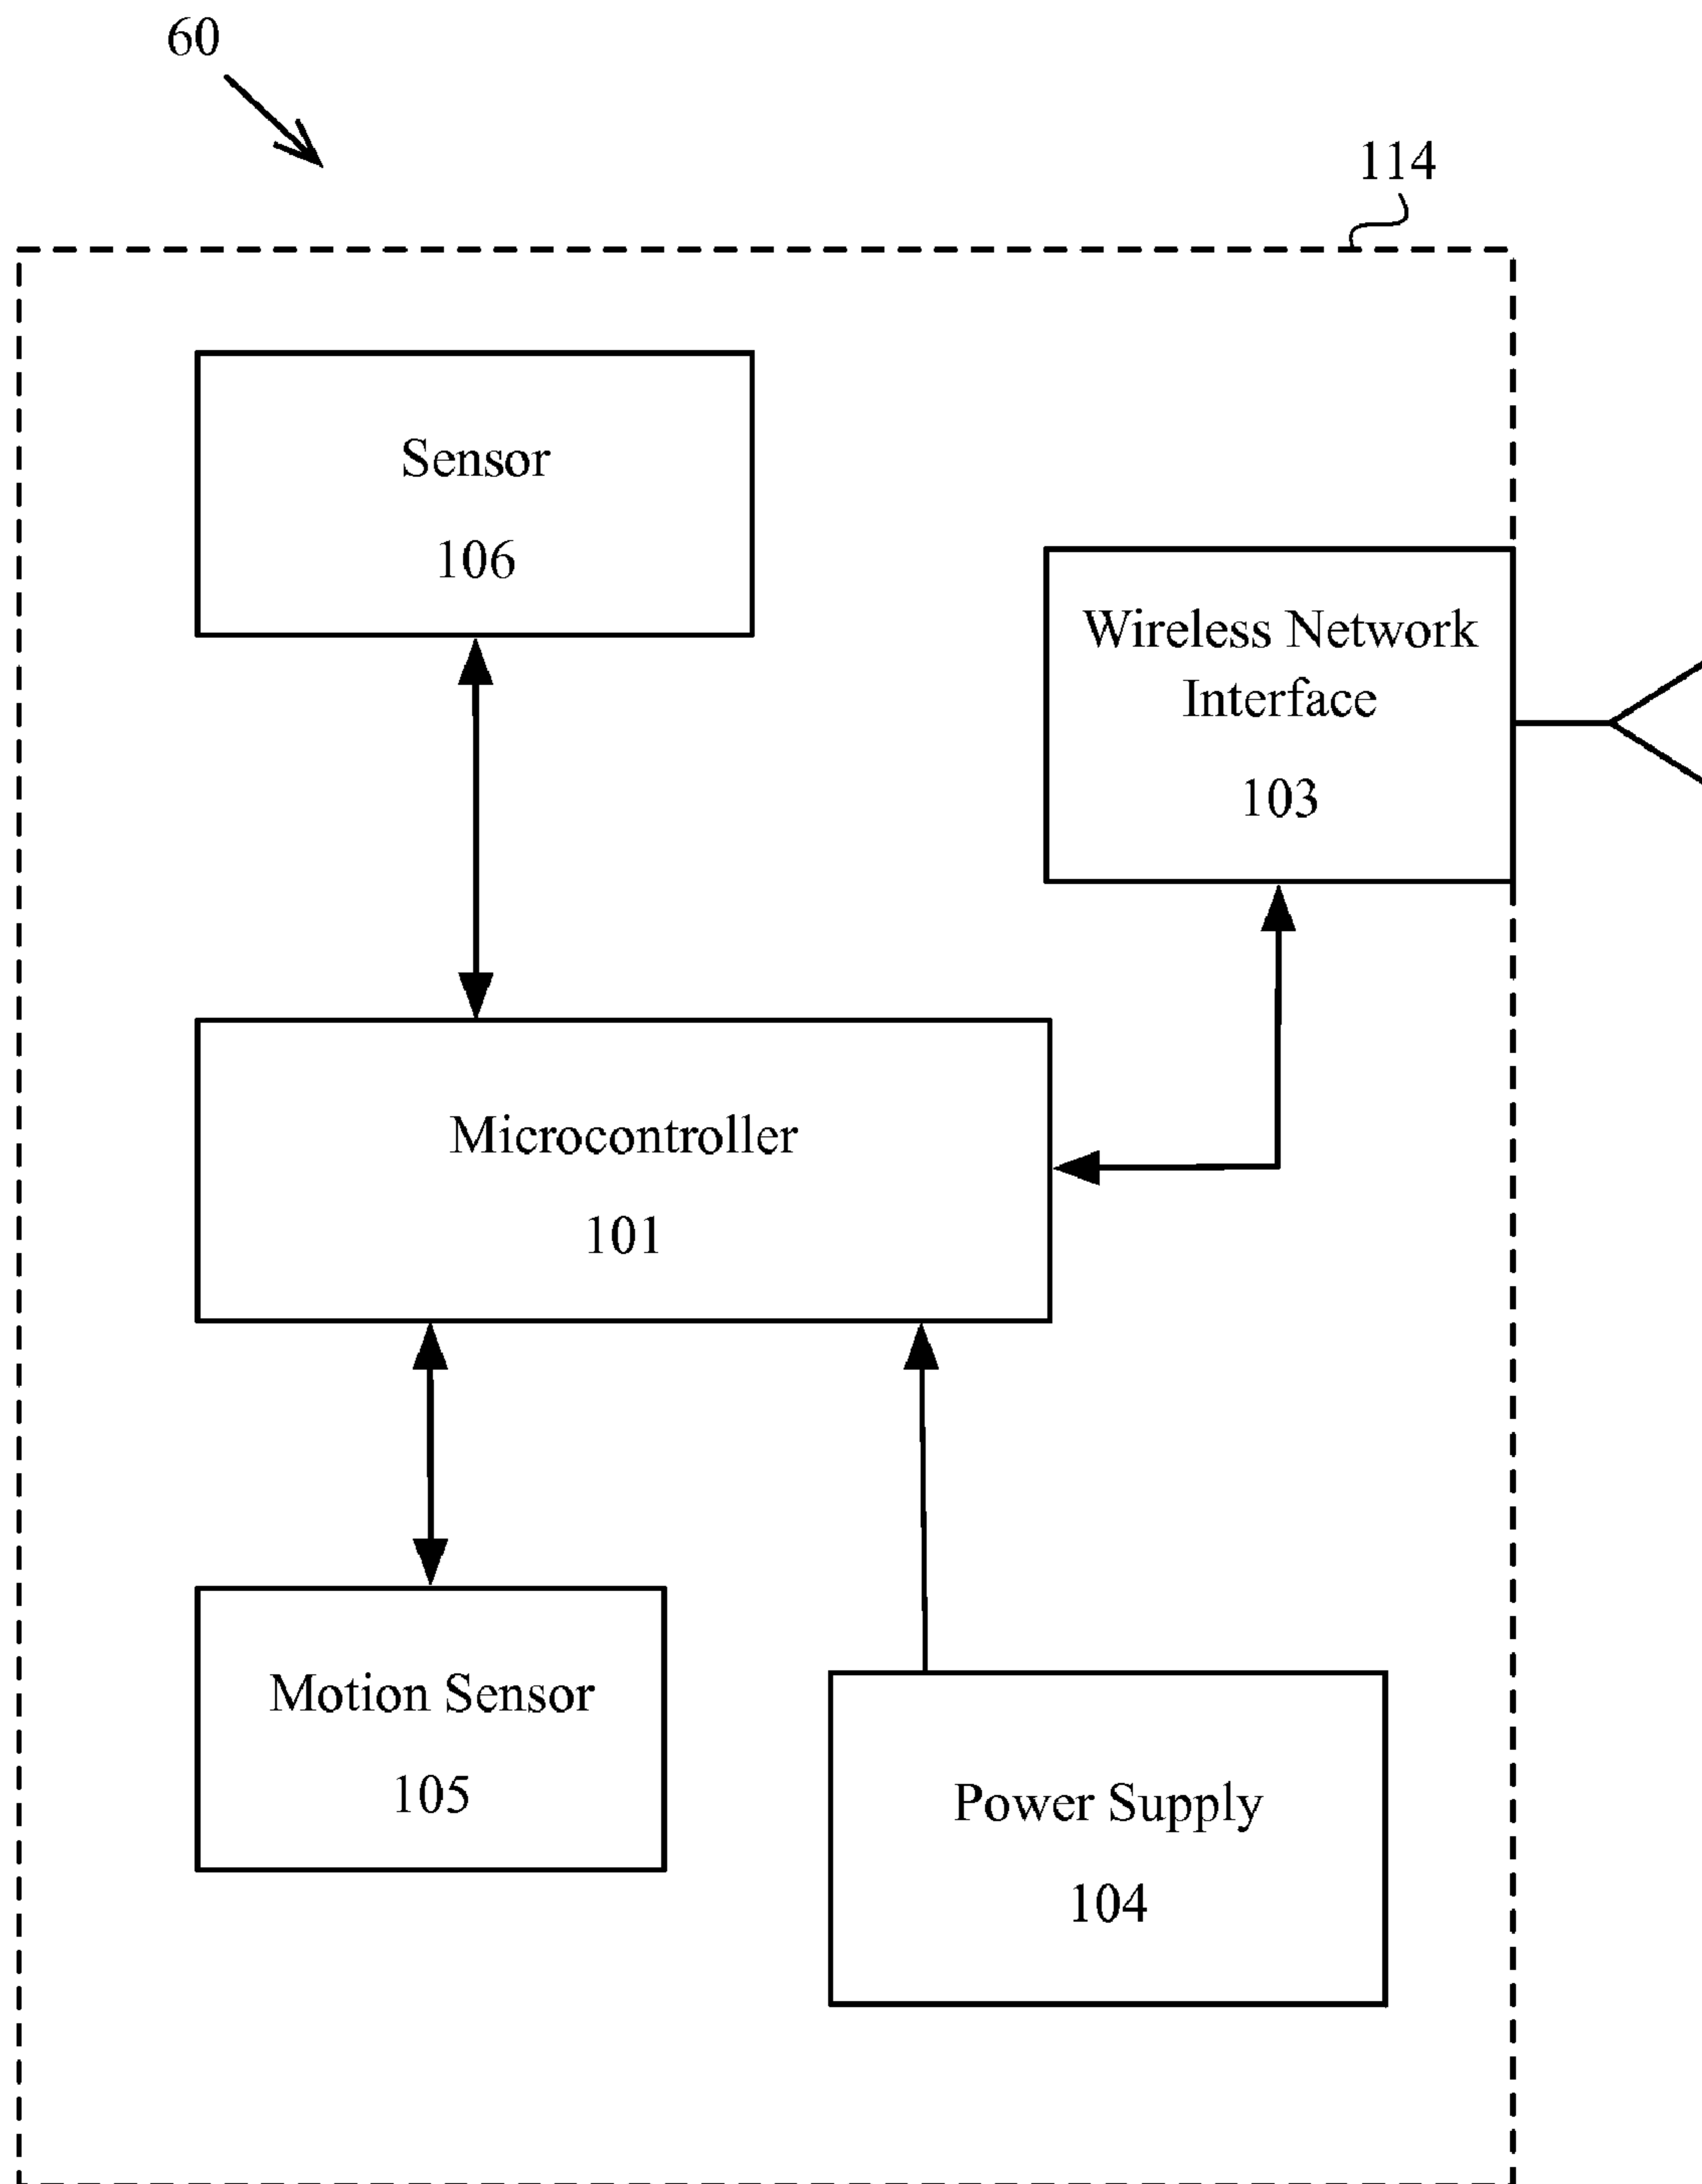 60
114
Sensor
106
Wireless Network
Interface
103
Microcontroller
101
Motion Sensor
105
Power Supply
104